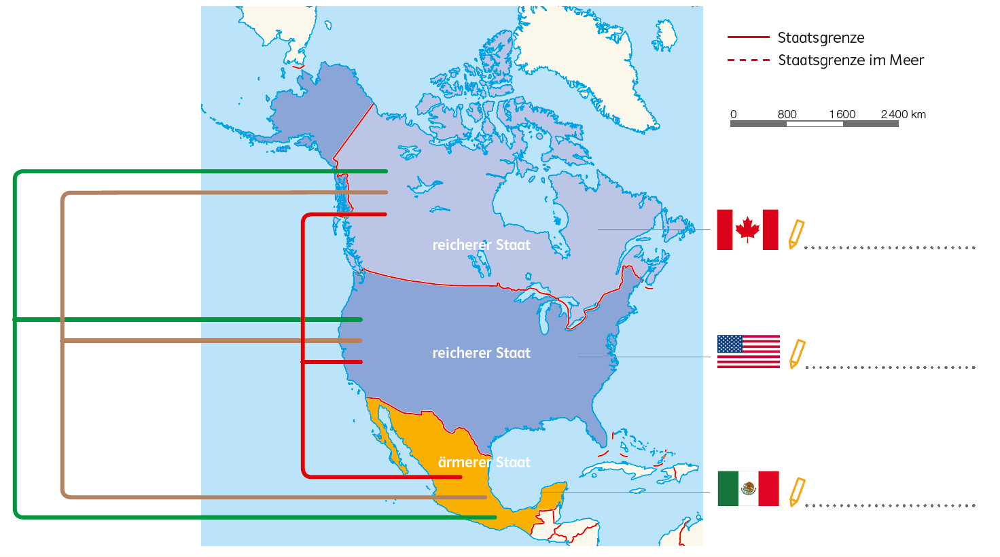 Staatsgrenze
Staatsgrenze im Meer
0 800 1600 2400 km
reicherer Staat
reicherer Staat
ärmerer Staat